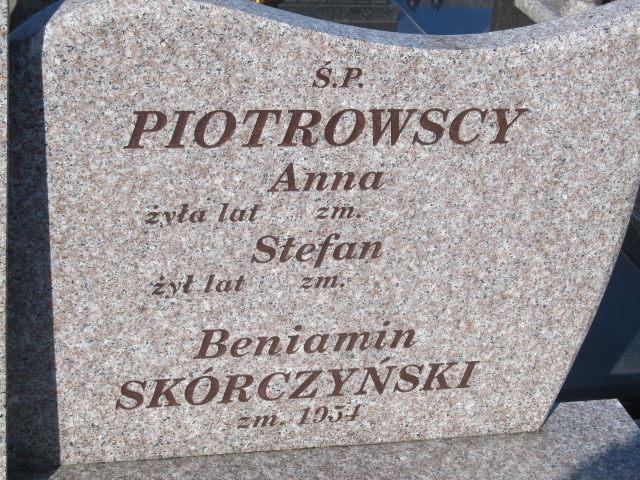 Ś.P.
PIOTROWSCY
Anna
żyła lat zm.
Stefan
żył lat zm.
Beniamin
SKÓRCZYŃSKI
zm. 1954